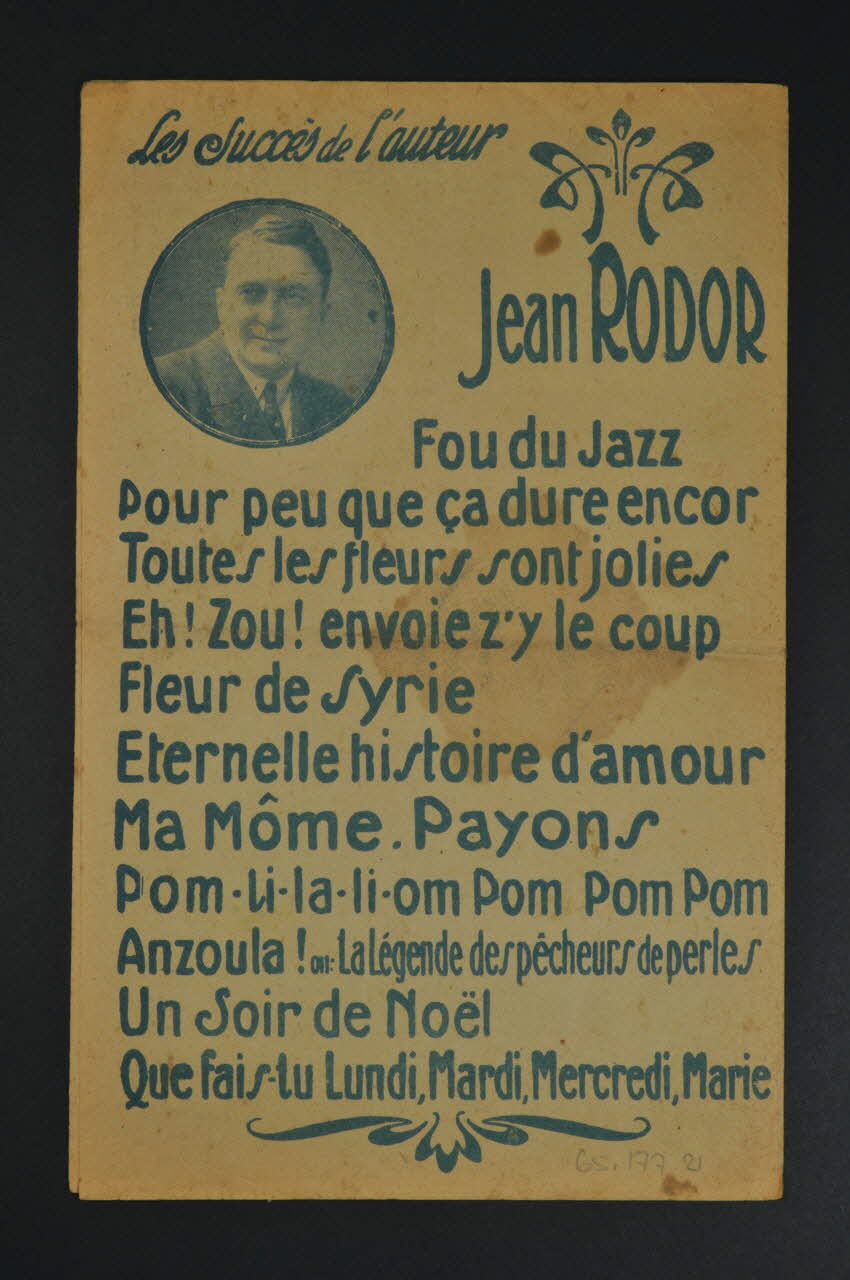 Les Succès de l'auteur
Jean RODOR
Fou du Jazz
Pour peu que ça dure encor
Toutes les fleurs sont jolies
Eh! Zou! envoie z'y le coup
Fleur de Syrie
Eternelle histoire d'amour
Ma Môme. Payons
Pom-li-la-li-om Pom Pom Pom
Anzoula! ou: La Légende des pêcheurs de perles
Un Soir de Noël
Que fais-tu Lundi, Mardi, Mercredi, Marie
GS.177 21